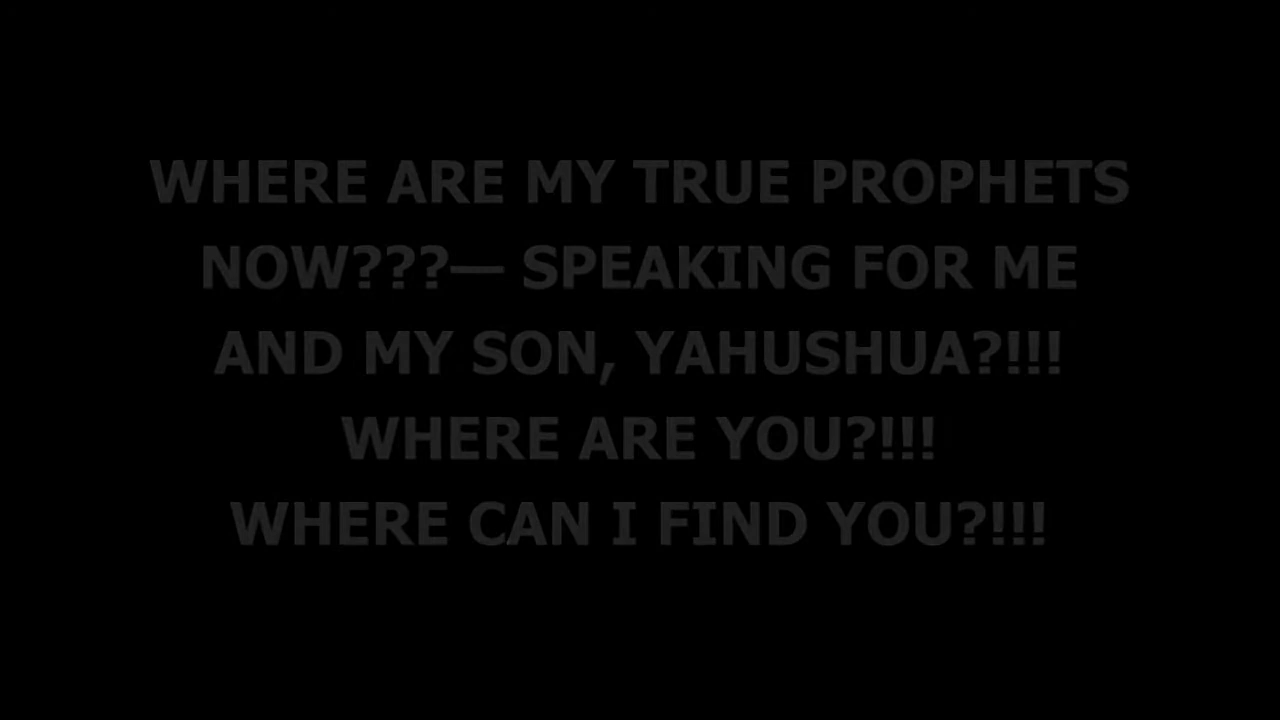 WHERE ARE MY TRUE PROPHETS
NOW???— SPEAKING FOR ME
AND MY SON, YAHUSHUA?!!!
WHERE ARE YOU?!!!
WHERE CAN I FIND YOU?!!!